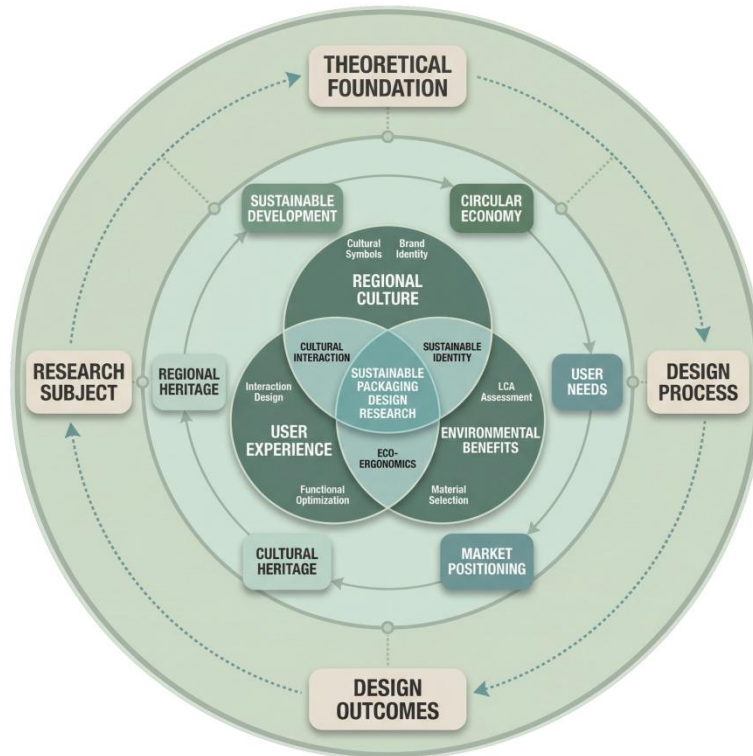 THEORETICAL
FOUNDATION
SUSTAINABLE
DEVELOPMENT
CIRCULAR
ECONOMY
Cultural
Symbols
Brand
Identity
REGIONAL
CULTURE
CULTURAL
INTERACTION
SUSTAINABLE
IDENTITY
RESEARCH
SUBJECT
REGIONAL
HERITAGE
Interaction
Design
SUSTAINABLE
PACKAGING
DESIGN
RESEARCH
LCA
Assessment
USER
NEEDS
DESIGN
PROCESS
USER
EXPERIENCE
ENVIRONMENTAL
BENEFITS
ECO-
ERGONOMICS
Functional
Optimization
Material
Selection
CULTURAL
HERITAGE
MARKET
POSITIONING
DESIGN
OUTCOMES